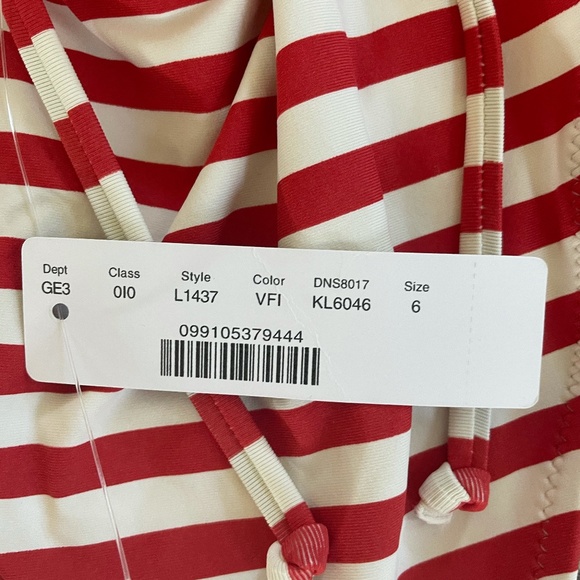 Dept Class Style Color DNS8017 Size
GE3 0I0 L1437 VFI KL6046 6
099105379444